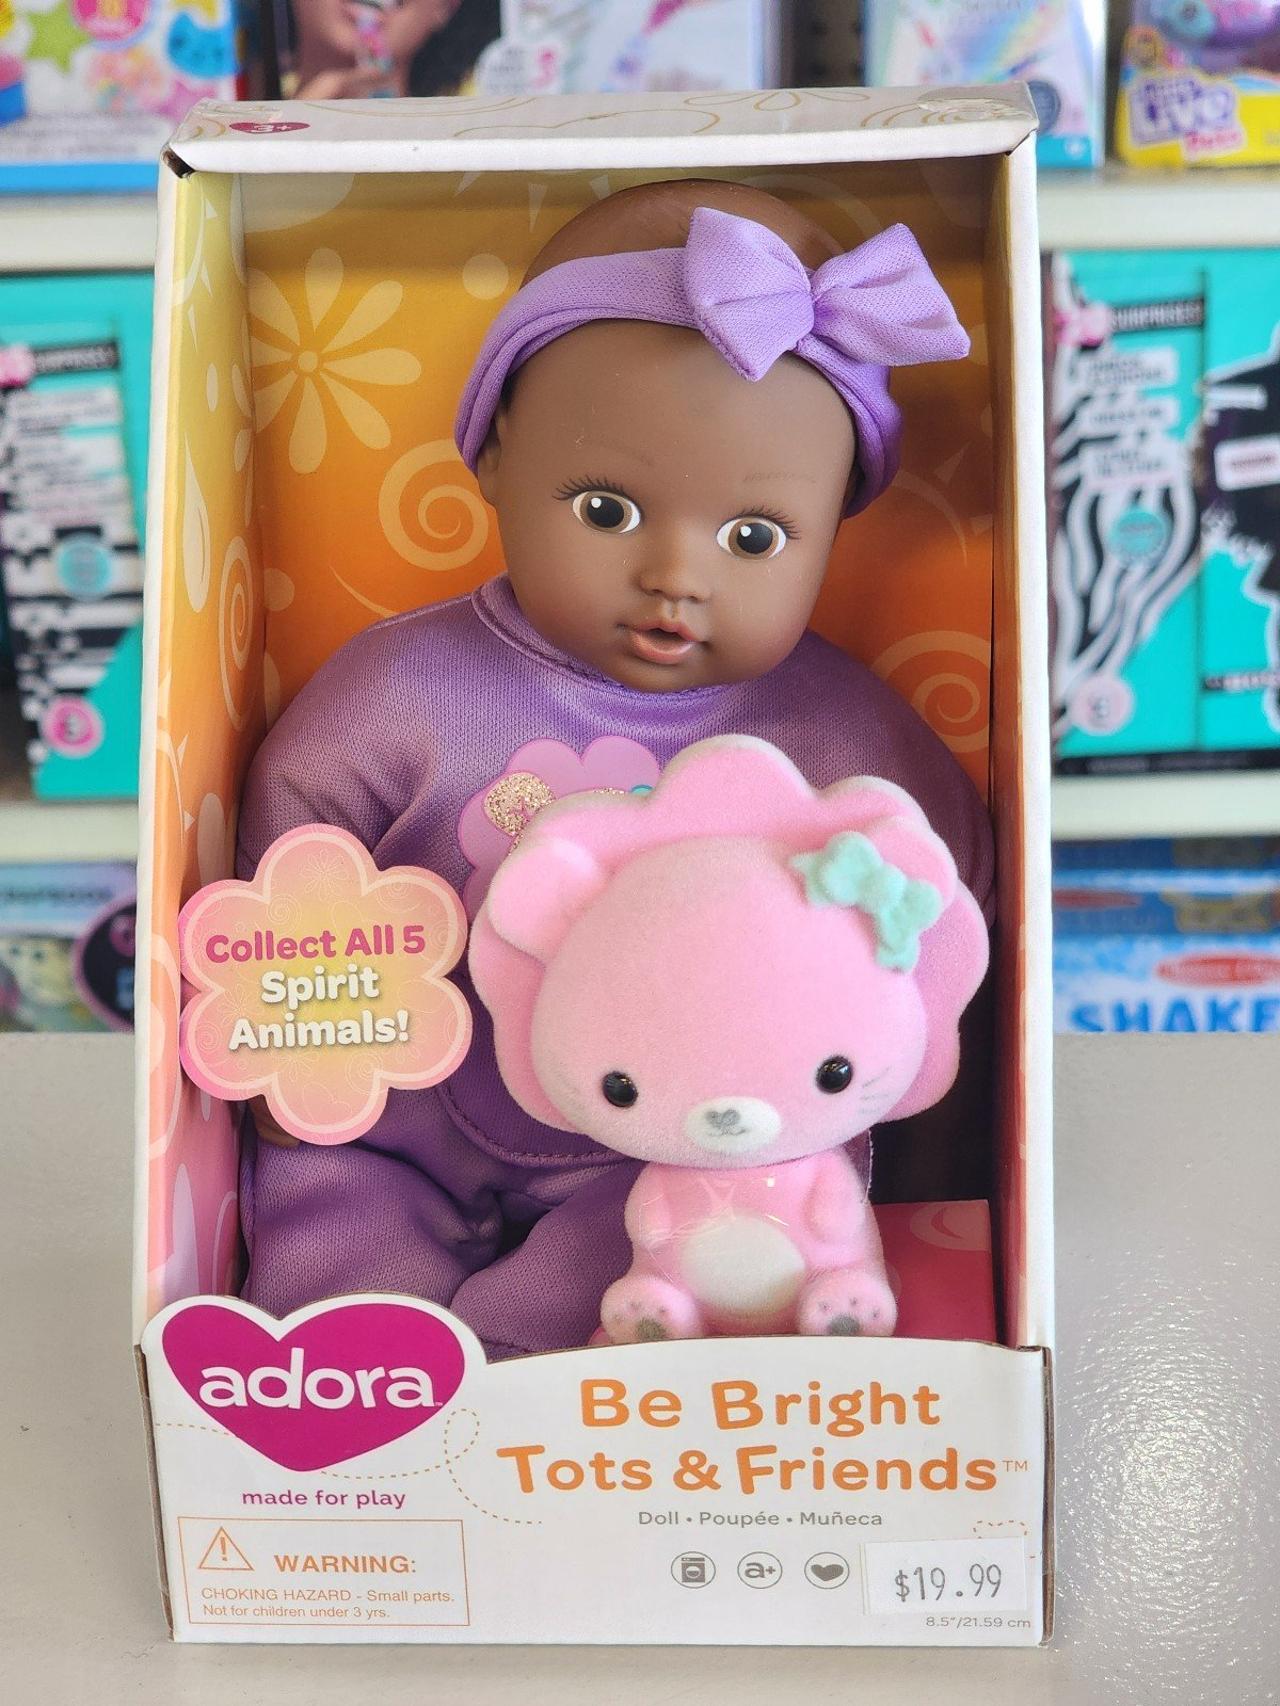 3+
Collect All 5
Spirit
Animals!
adora
made for play
Be Bright
Tots & Friends™
Doll • Poupée • Muñeca
a+
WARNING:
CHOKING HAZARD - Small parts.
Not for children under 3 yrs.
$19.99
8.5"/21.59 cm
SURPRISES
SHAKE